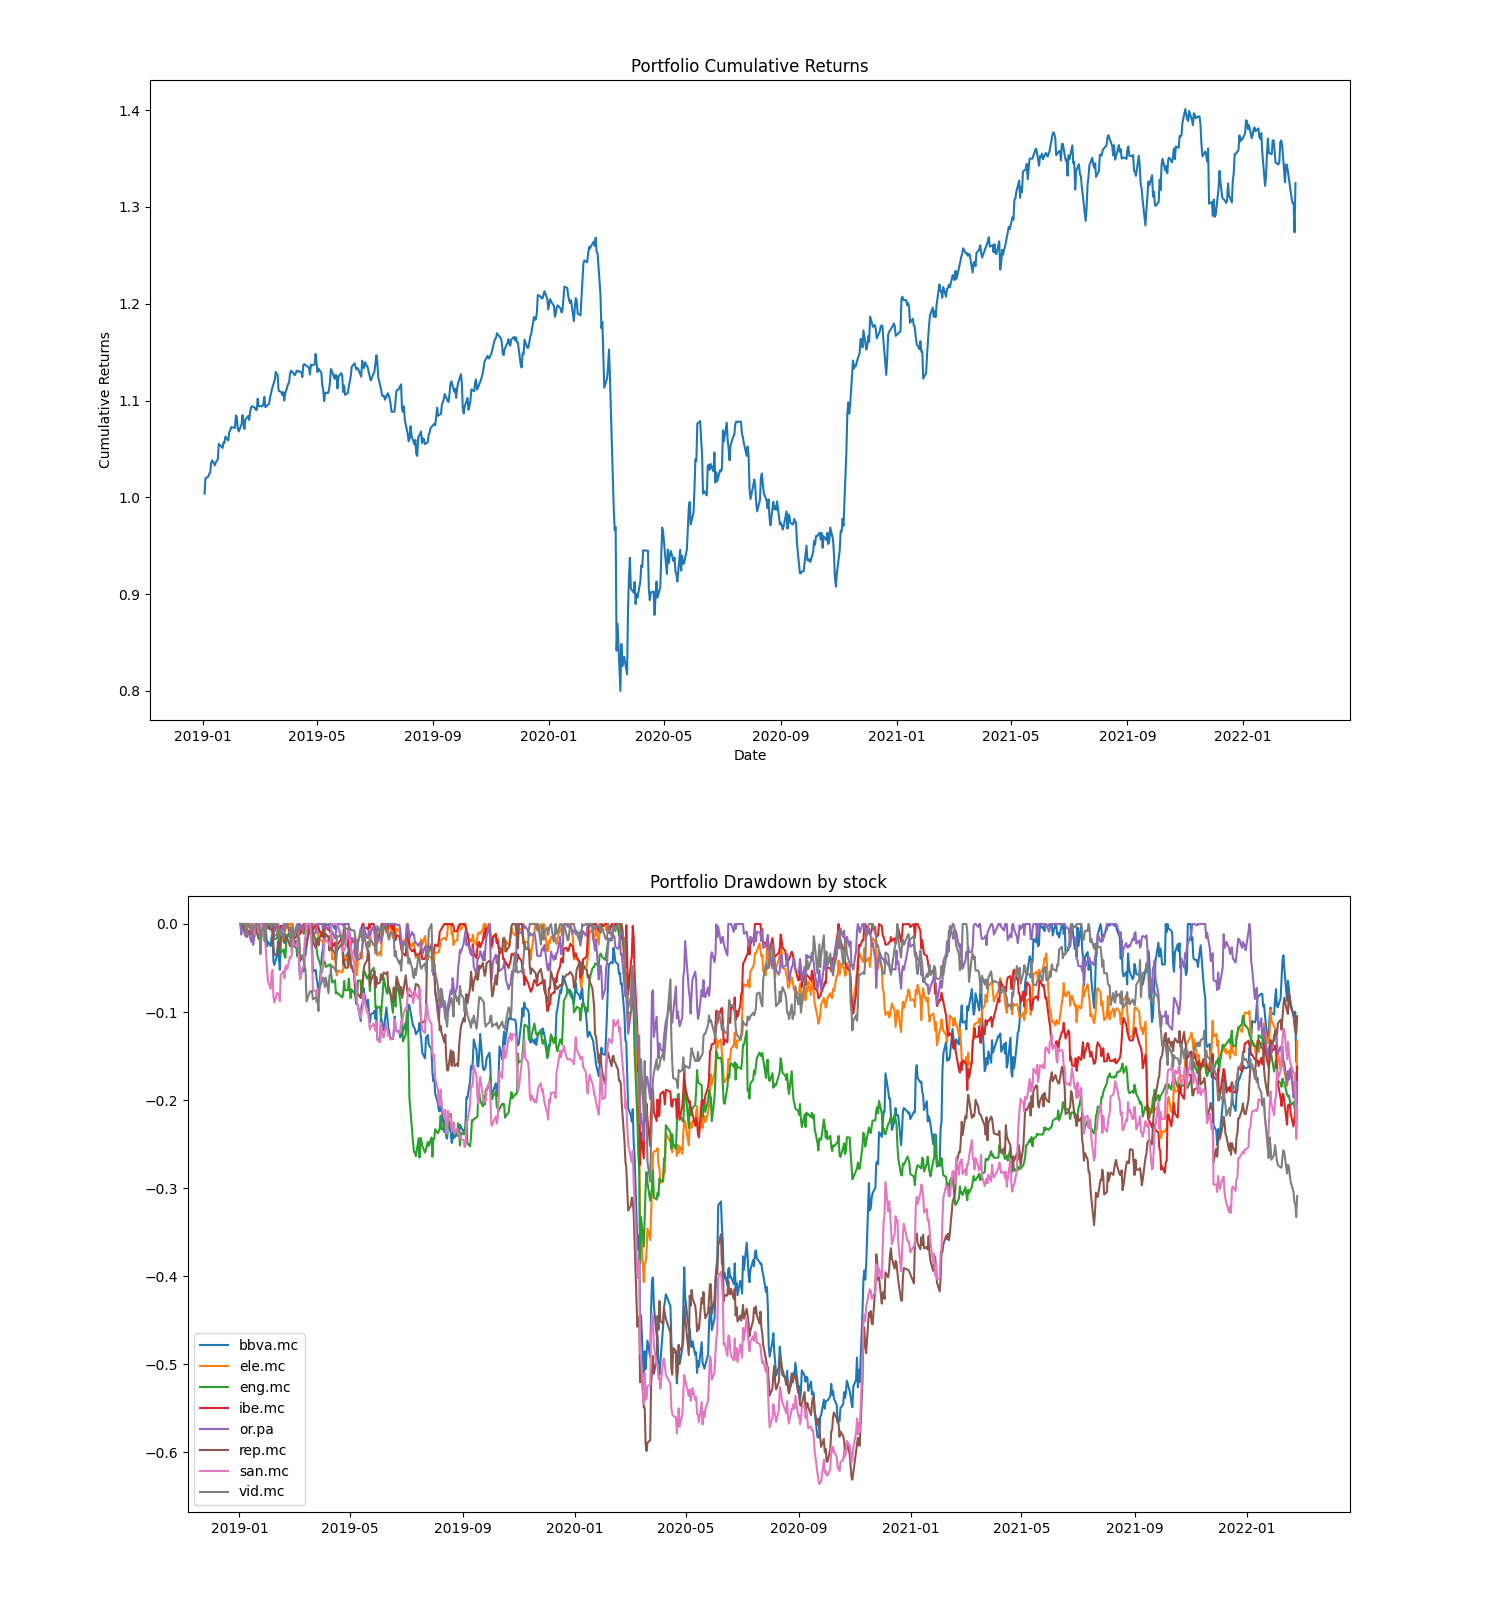 Portfolio Cumulative Returns
1.4
1.3
1.2
1.1
1.0
0.9
0.8
Cumulative Returns
2019-01 2019-05 2019-09 2020-01 2020-05 2020-09 2021-01 2021-05 2021-09 2022-01
Date
Portfolio Drawdown by stock
0.0
−0.1
−0.2
−0.3
−0.4
−0.5
−0.6
bbva.mc
ele.mc
eng.mc
ibe.mc
or.pa
rep.mc
san.mc
vid.mc
2019-01 2019-05 2019-09 2020-01 2020-05 2020-09 2021-01 2021-05 2021-09 2022-01